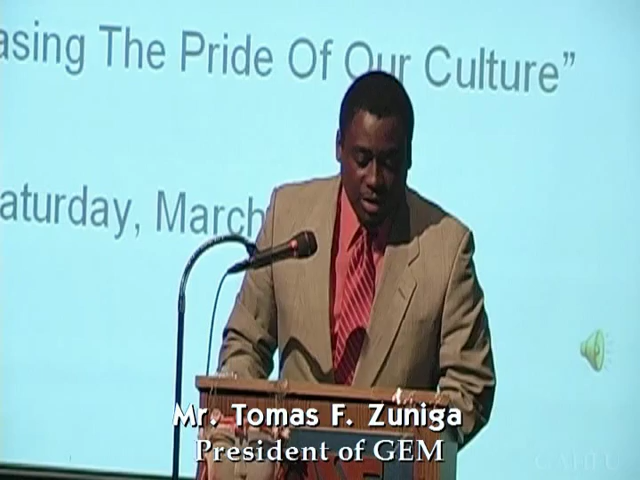 asing The Pride Of Our Culture”
aturday, March
Mr. Tomas F. Zuniga
President of GEM